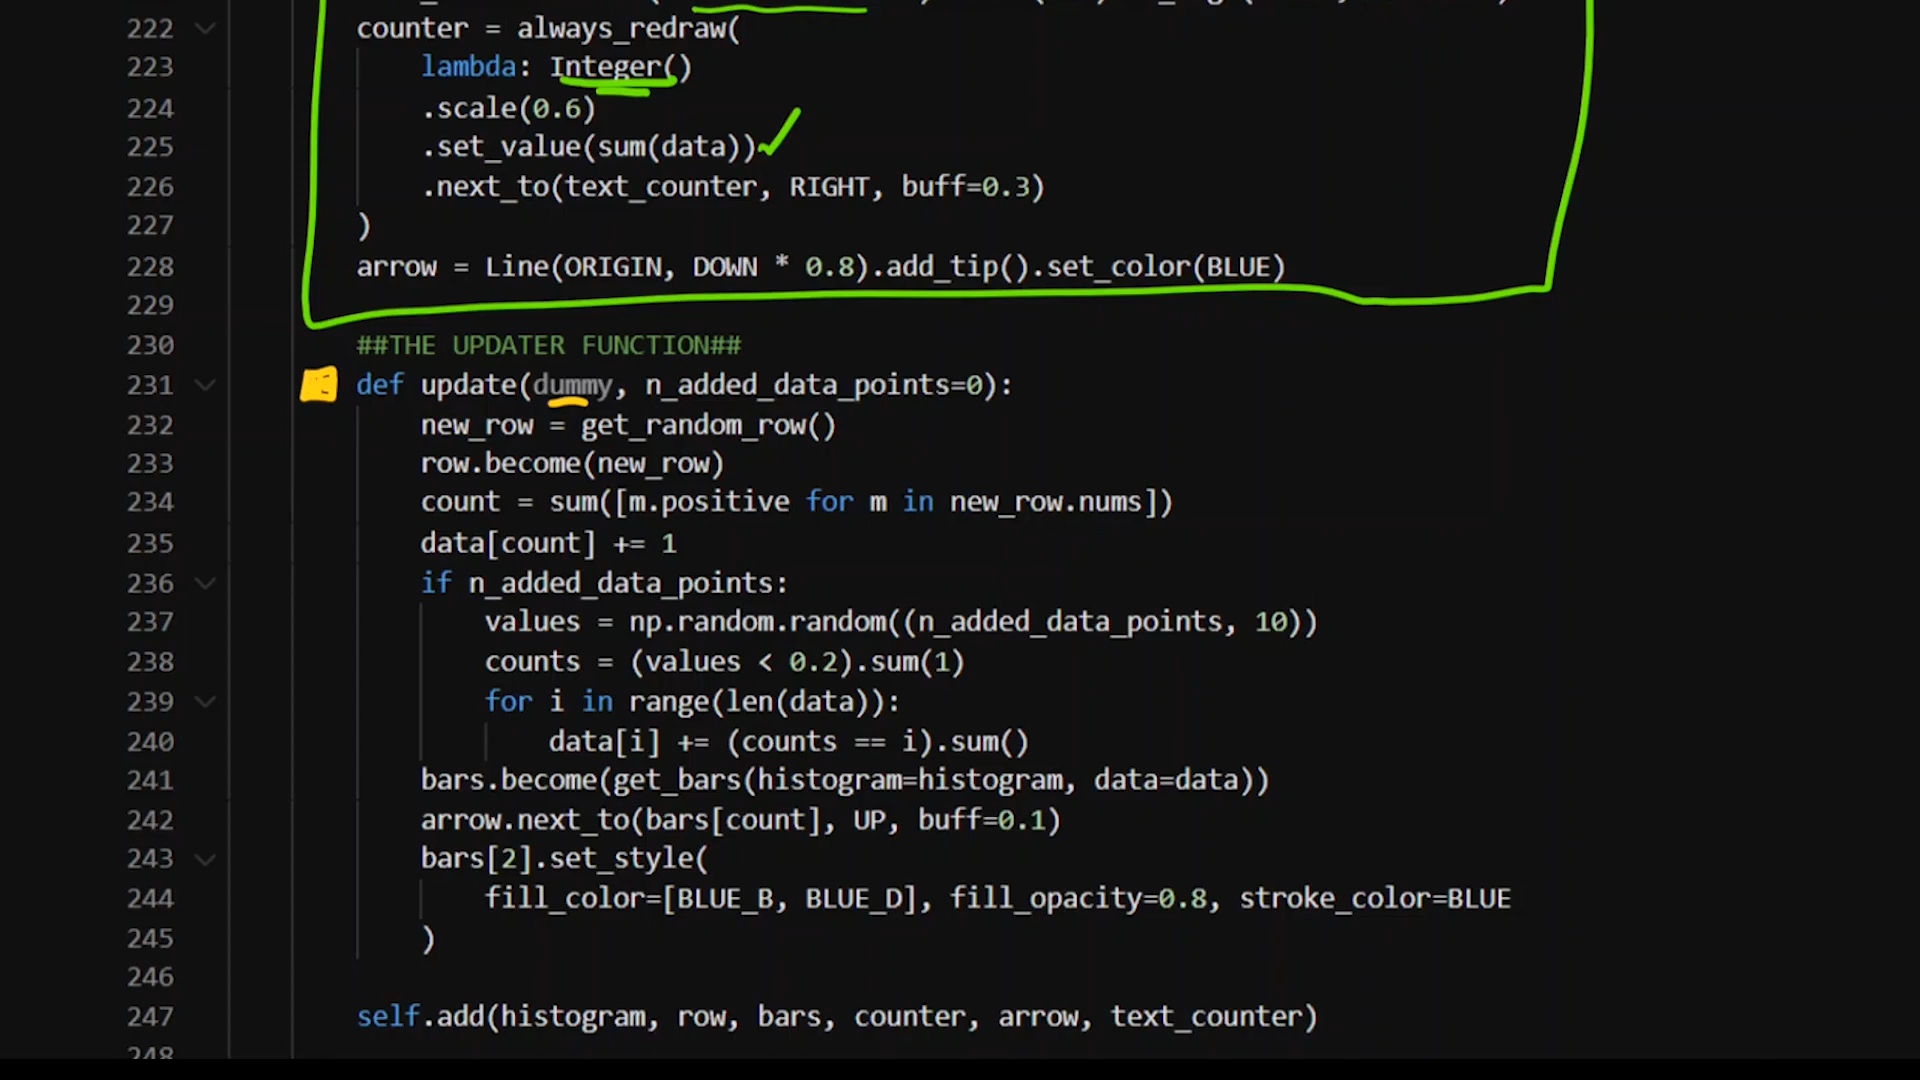 222 counter = always_redraw(
223 lambda: Integer()
224 .scale(0.6)
225 .set_value(sum(data))
226 .next_to(text_counter, RIGHT, buff=0.3)
227 )
228 arrow = Line(ORIGIN, DOWN * 0.8).add_tip().set_color(BLUE)
229
230 ##THE UPDATER FUNCTION##
231 def update(dummy, n_added_data_points=0):
232 new_row = get_random_row()
233 row.become(new_row)
234 count = sum([m.positive for m in new_row.nums])
235 data[count] += 1
236 if n_added_data_points:
237 values = np.random.random((n_added_data_points, 10))
238 counts = (values < 0.2).sum(1)
239 for i in range(len(data)):
240 data[i] += (counts == i).sum()
241 bars.become(get_bars(histogram=histogram, data=data))
242 arrow.next_to(bars[count], UP, buff=0.1)
243 bars[2].set_style(
244 fill_color=[BLUE_B, BLUE_D], fill_opacity=0.8, stroke_color=BLUE
245 )
246
247 self.add(histogram, row, bars, counter, arrow, text_counter)
248